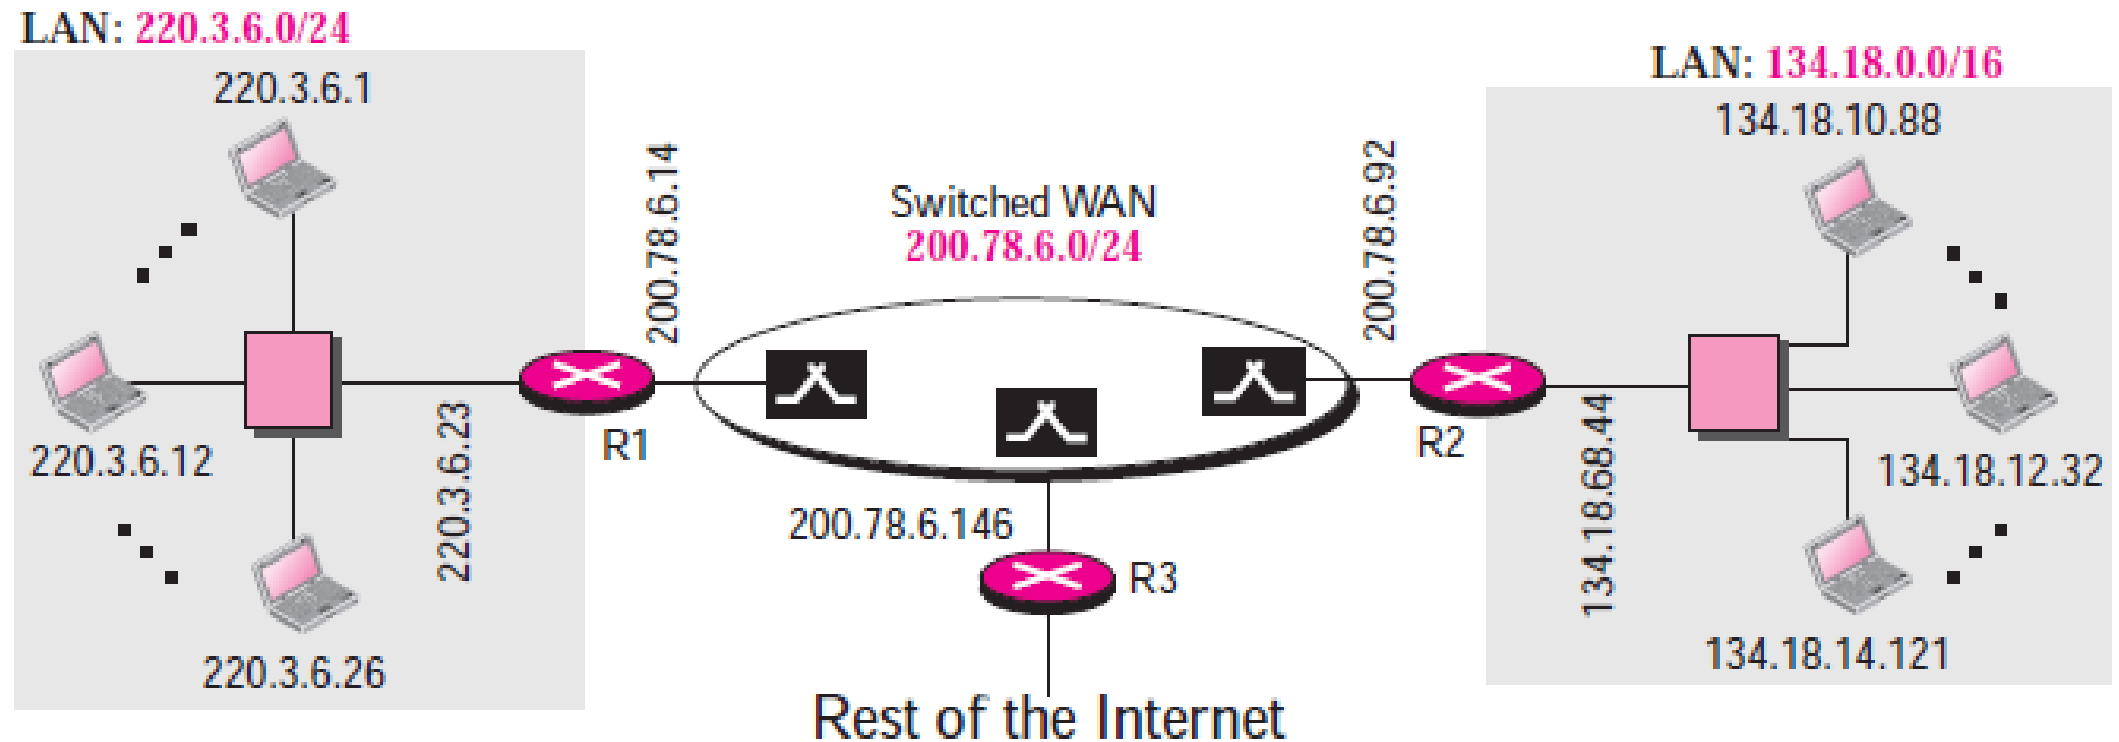 LAN: 220.3.6.0/24
220.3.6.1
220.3.6.12
220.3.6.26
220.3.6.23
R1
200.78.6.14
Switched WAN
200.78.6.0/24
200.78.6.146
R3
Rest of the Internet
200.78.6.92
R2
LAN: 134.18.0.0/16
134.18.10.88
134.18.68.44
134.18.12.32
134.18.14.121